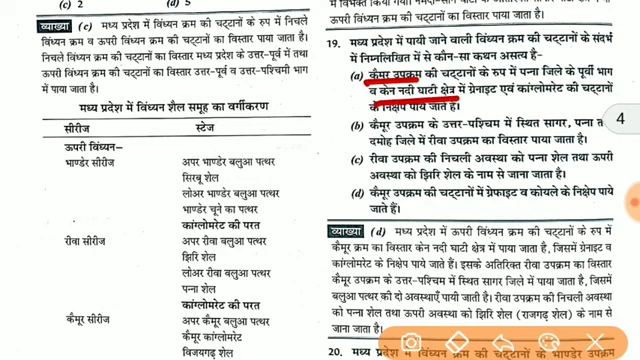 (c) 2 (d) 5
व्याख्या (c) मध्य प्रदेश में विंध्यन क्रम की चट्टानों के रुप में निचले
विंध्यन क्रम व ऊपरी विंध्यन क्रम की चट्टानों का विस्तार पाया जाता है।
निचले विंध्यन क्रम की चट्टानों का विस्तार मध्य प्रदेश के उत्तर-पूर्व में तथा
ऊपरी विंध्यन क्रम की चट्टानों का विस्तार उत्तर-पूर्व व उत्तर-पश्चिमी भाग
में पाया जाता है।
मध्य प्रदेश में विंध्यन शैल समूह का वर्गीकरण
सीरीज स्टेज
ऊपरी विंध्यन:
भाण्डेर सीरीज अपर भाण्डेर बलुआ पत्थर
सिरबू शेल
लोअर भाण्डेर बलुआ पत्थर
भाण्डेर चूने का पत्थर
कांग्लोमरेट की परत
रीवा सीरीज अपर रीवा बलुआ पत्थर
झिरि शेल
लोअर रीवा बलुआ पत्थर
पन्ना शेल
कांग्लोमरेट की परत
कैमूर सीरीज अपर कैमूर बलुआ पत्थर
कैमूर कांग्लोमरेट
विजयगढ़ शेल
ऊपरी विंध्यन क्रम की चट्टानों का विस्तार पाया जाता है।
19. मध्य प्रदेश में पायी जाने वाली विंध्यन क्रम की चट्टानों के संदर्भ
में निम्नलिखित में से कौन-सा कथन असत्य है-
(a) कैमूर उपक्रम की चट्टानों के रूप में पन्ना जिले के पूर्वी भाग
व केन नदी घाटी क्षेत्र में ग्रेनाइट एवं कांग्लोमरेट की चट्टानों
के निक्षेप पाये जाते हैं।
(b) कैमूर उपक्रम के उत्तर-पश्चिम में स्थित सागर, पन्ना
दमोह जिले में रीवा उपक्रम का विस्तार पाया जाता है।
(c) रीवा उपक्रम की निचली अवस्था को पन्ना शेल तथा ऊपरी
अवस्था को झिरि शेल के नाम से जाना जाता है।
(d) कैमूर उपक्रम की चट्टानों में ग्रेफाइट व कोयले के निक्षेप पाये
जाते हैं।
व्याख्या (d) मध्य प्रदेश में ऊपरी विंध्यन क्रम की चट्टानों के रुप में
कैमूर क्रम का विस्तार केन नदी घाटी क्षेत्र में पाया जाता है, जिसमें ग्रेनाइट व
कांग्लोमरेट के निक्षेप पाये जाते हैं। इसके अतिरिक्त रीवा उपक्रम का विस्तार
कैमूर उपक्रम के उत्तर-पश्चिम में स्थित सागर जिले में पाया जाता है, जिसमें
बलुआ पत्थर की दो अवस्थाएँ पायी जाती है। रीवा उपक्रम की निचली अवस्था
को पन्ना शेल तथा ऊपरी अवस्था को झिरि शेल (राजगढ़ शेल) के नाम से
जाना जाता है।
20. मध्य प्रदेश में विंध्यन क्रम की चट्टानों के भाण्डेर
4